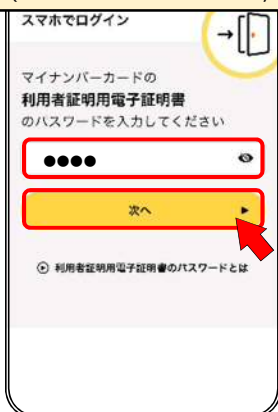 スマホでログイン
マイナンバーカードの
利用者証明用電子証明書
のパスワードを入力してください
●●●●
次へ
利用者証明用電子証明書のパスワードとは